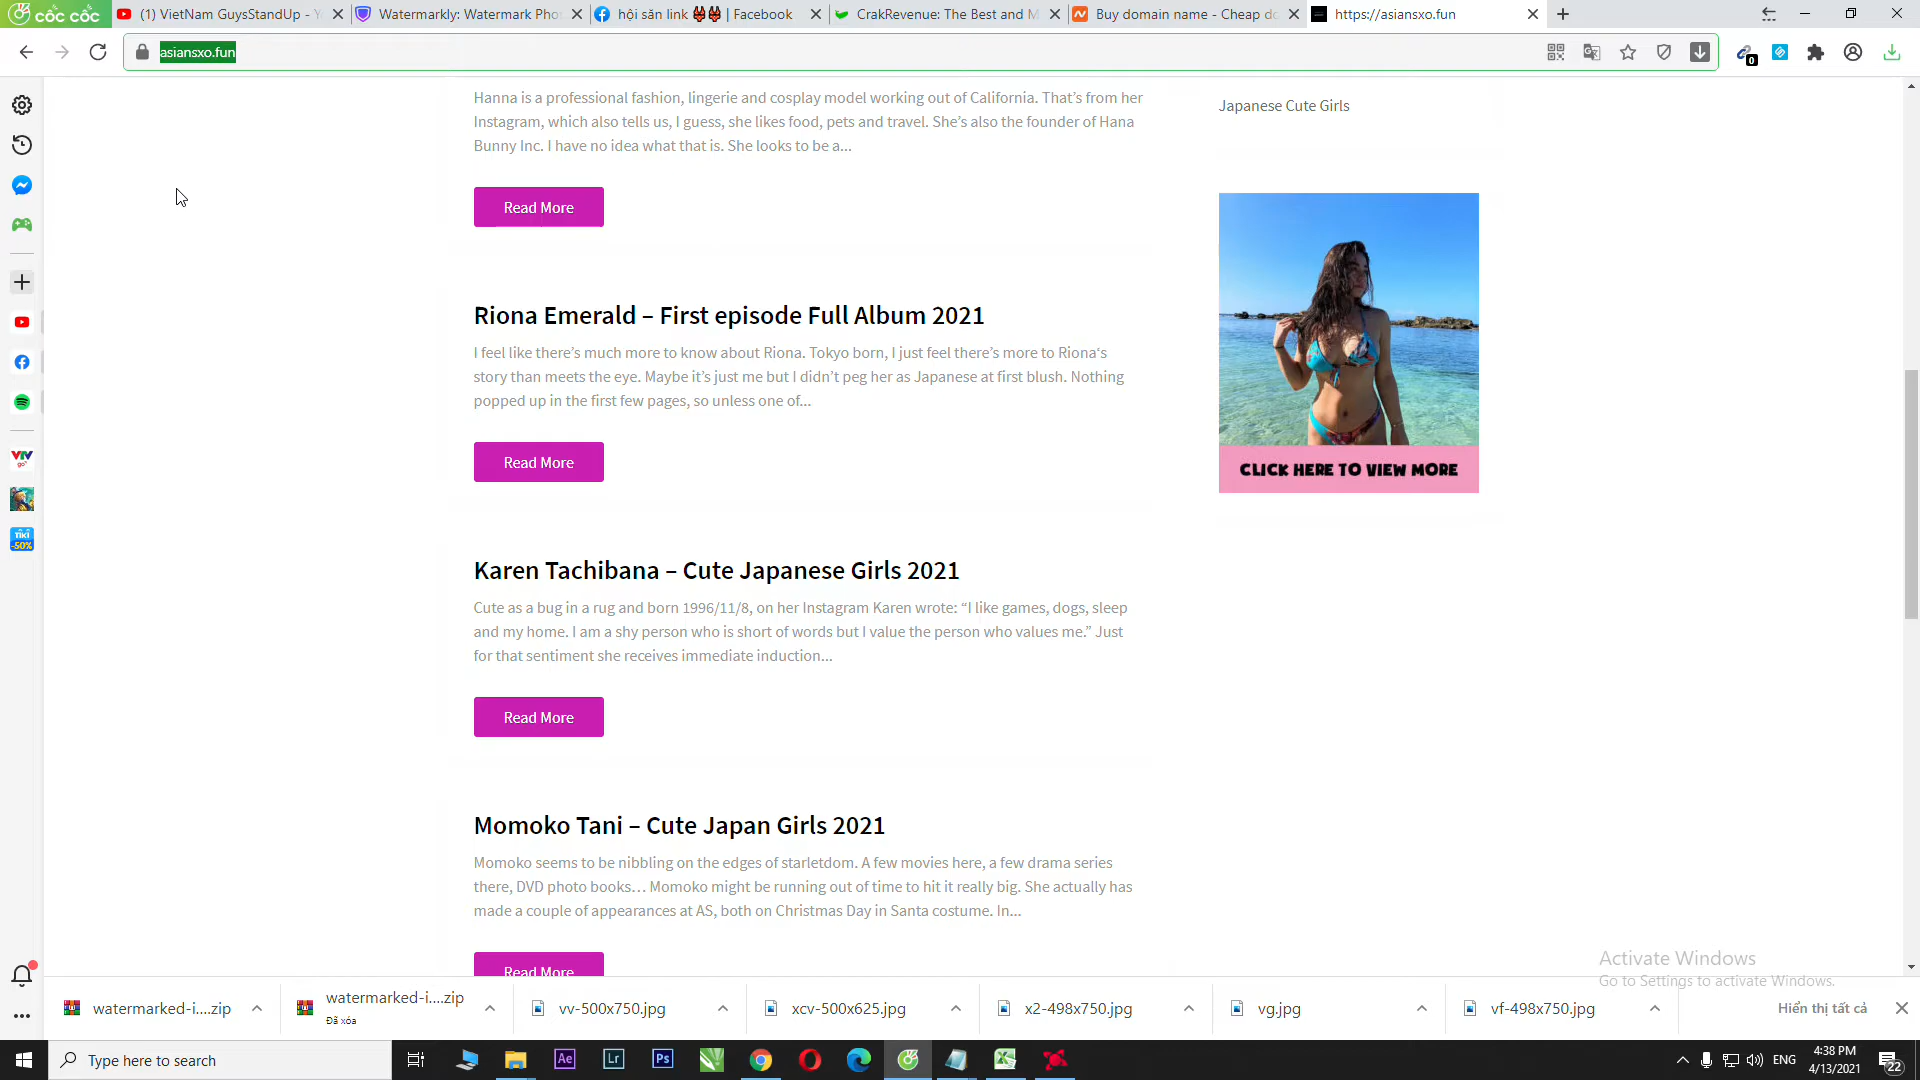 cốc cốc
(1) VietNam GuysStandUp - Y
Watermarkly: Watermark Pho
hội săn link | Facebook
CrakRevenue: The Best and M
Buy domain name - Cheap do
https://asiansxo.fun
asiansxo.fun
0
Hanna is a professional fashion, lingerie and cosplay model working out of California. That’s from her
Instagram, which also tells us, I guess, she likes food, pets and travel. She’s also the founder of Hana
Bunny Inc. I have no idea what that is. She looks to be a...
Read More
Japanese Cute Girls
CLICK HERE TO VIEW MORE
Riona Emerald – First episode Full Album 2021
I feel like there’s much more to know about Riona. Tokyo born, I just feel there’s more to Riona‘s
story than meets the eye. Maybe it’s just me but I didn’t peg her as Japanese at first blush. Nothing
popped up in the first few pages, so unless one of...
Read More
VTV
go
TIKI
-50%
Karen Tachibana – Cute Japanese Girls 2021
Cute as a bug in a rug and born 1996/11/8, on her Instagram Karen wrote: “I like games, dogs, sleep
and my home. I am a shy person who is short of words but I value the person who values me.” Just
for that sentiment she receives immediate induction...
Read More
Momoko Tani – Cute Japan Girls 2021
Momoko seems to be nibbling on the edges of starletdom. A few movies here, a few drama series
there, DVD photo books… Momoko might be running out of time to hit it really big. She actually has
made a couple of appearances at AS, both on Christmas Day in Santa costume. In...
Read More
Activate Windows
Go to Settings to activate Windows.
watermarked-i....zip
watermarked-i....zip
Đã xóa
vv-500x750.jpg
xcv-500x625.jpg
x2-498x750.jpg
vg.jpg
vf-498x750.jpg
Hiển thị tất cả
Type here to search
Ae
Lr
Ps
ENG
4:38 PM
4/13/2021
22